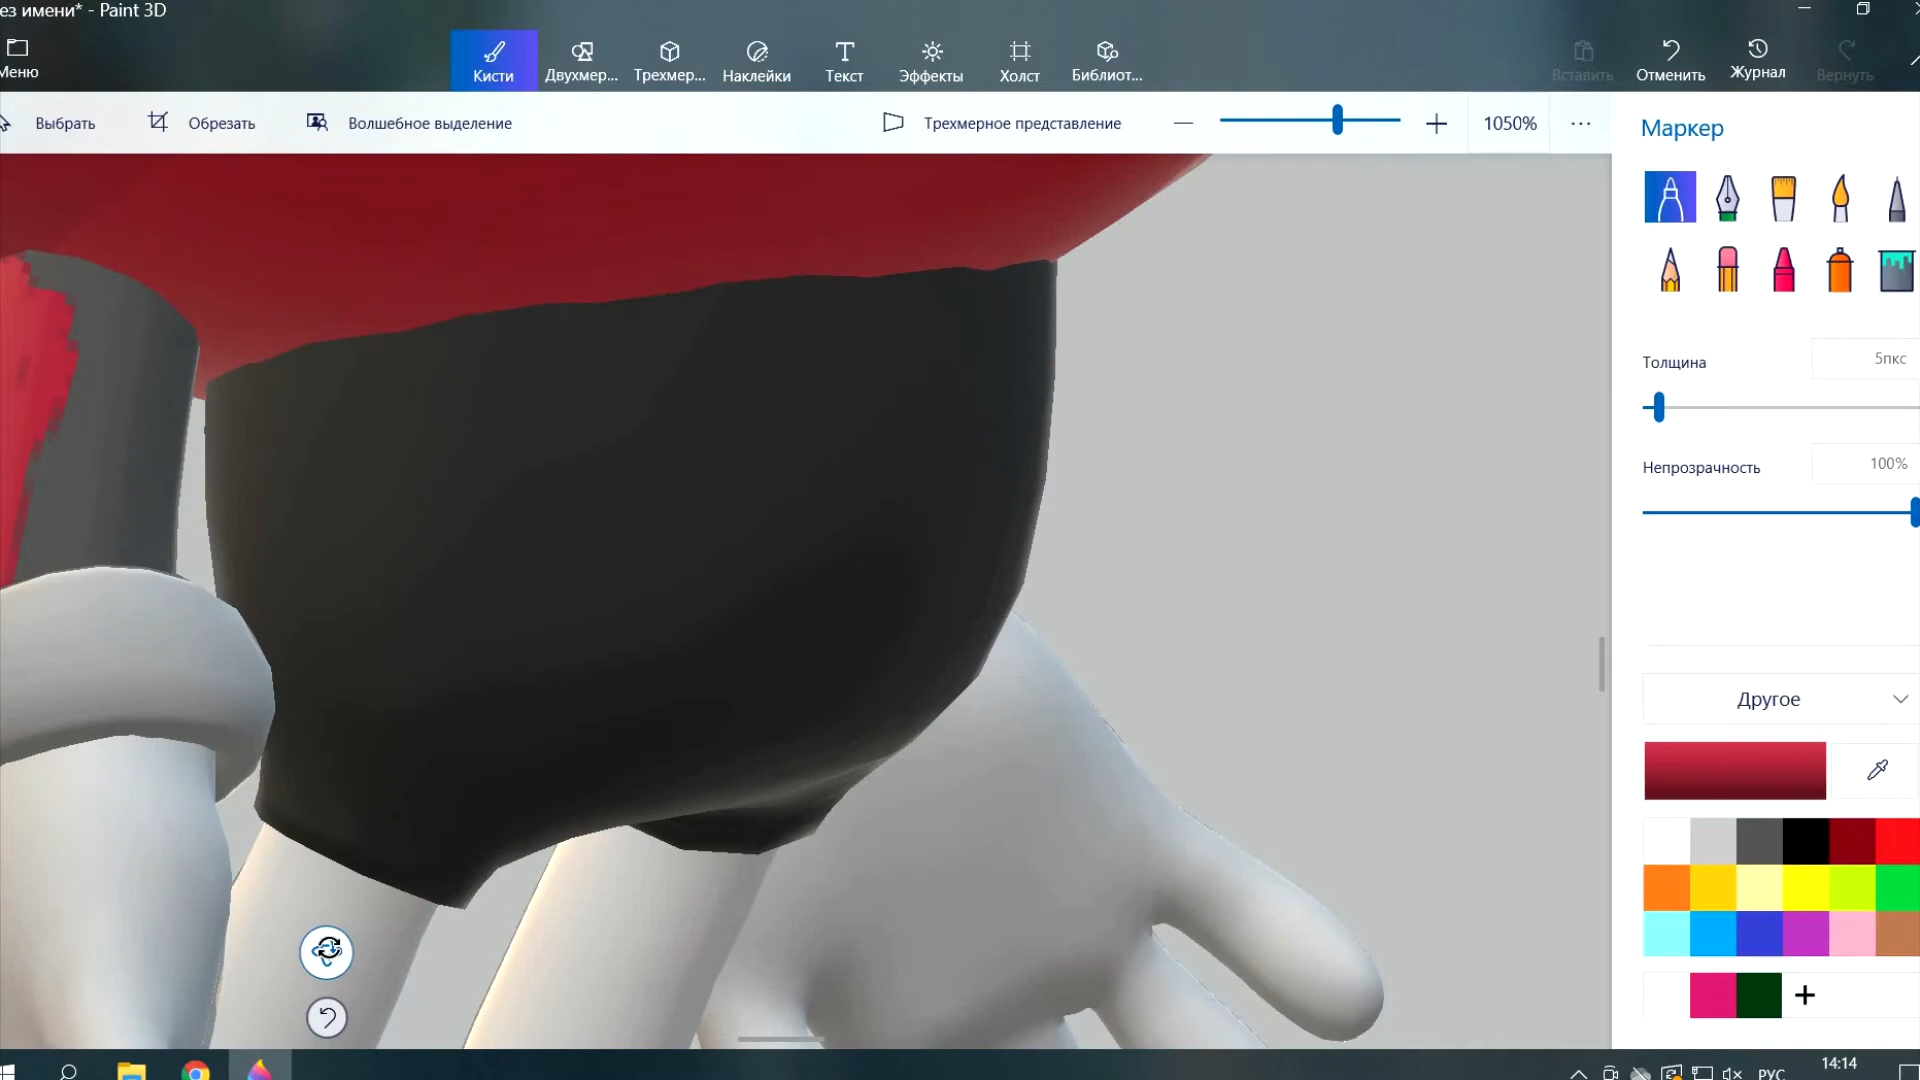 ез имени* - Paint 3D
Меню
Кисти
Двухмер...
Трехмер...
Наклейки
Текст
Эффекты
Холст
Библиот...
Вставить
Отменить
Журнал
Вернуть
Выбрать
Обрезать
Волшебное выделение
Трехмерное представление
1050%
Маркер
Толщина
5пкс
Непрозрачность
100%
Другое
14:14
РУС